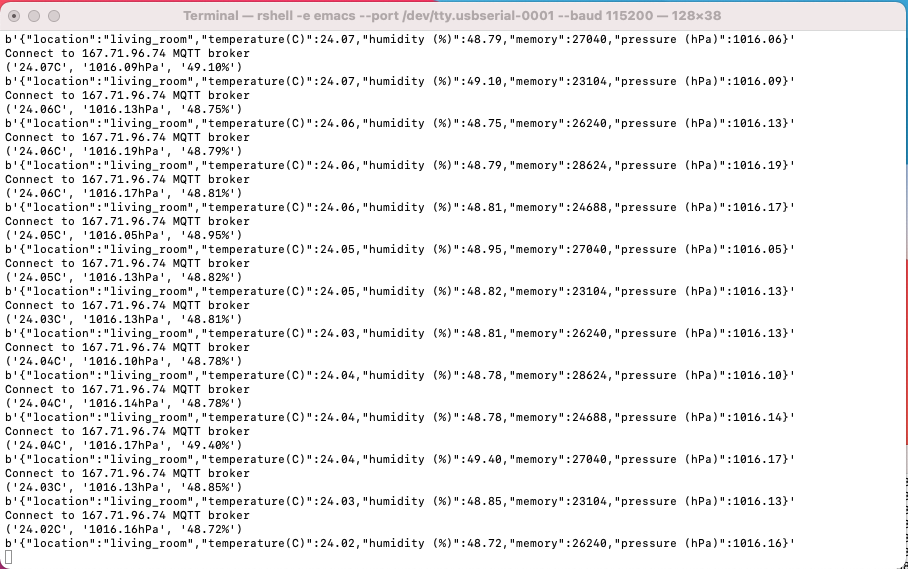 Terminal — rshell -e emacs --port /dev/tty.usbserial-0001 --baud 115200 — 128×38
b'{"location":"living_room","temperature(C)":24.07,"humidity (%)":48.79,"memory":27040,"pressure (hPa)":1016.06}'
Connect to 167.71.96.74 MQTT broker
('24.07C', '1016.09hPa', '49.10%')
b'{"location":"living_room","temperature(C)":24.07,"humidity (%)":49.10,"memory":23104,"pressure (hPa)":1016.09}'
Connect to 167.71.96.74 MQTT broker
('24.06C', '1016.13hPa', '48.75%')
b'{"location":"living_room","temperature(C)":24.06,"humidity (%)":48.75,"memory":26240,"pressure (hPa)":1016.13}'
Connect to 167.71.96.74 MQTT broker
('24.06C', '1016.19hPa', '48.79%')
b'{"location":"living_room","temperature(C)":24.06,"humidity (%)":48.79,"memory":28624,"pressure (hPa)":1016.19}'
Connect to 167.71.96.74 MQTT broker
('24.06C', '1016.17hPa', '48.81%')
b'{"location":"living_room","temperature(C)":24.06,"humidity (%)":48.81,"memory":24688,"pressure (hPa)":1016.17}'
Connect to 167.71.96.74 MQTT broker
('24.05C', '1016.05hPa', '48.95%')
b'{"location":"living_room","temperature(C)":24.05,"humidity (%)":48.95,"memory":27040,"pressure (hPa)":1016.05}'
Connect to 167.71.96.74 MQTT broker
('24.05C', '1016.13hPa', '48.82%')
b'{"location":"living_room","temperature(C)":24.05,"humidity (%)":48.82,"memory":23104,"pressure (hPa)":1016.13}'
Connect to 167.71.96.74 MQTT broker
('24.03C', '1016.13hPa', '48.81%')
b'{"location":"living_room","temperature(C)":24.03,"humidity (%)":48.81,"memory":26240,"pressure (hPa)":1016.13}'
Connect to 167.71.96.74 MQTT broker
('24.04C', '1016.10hPa', '48.78%')
b'{"location":"living_room","temperature(C)":24.04,"humidity (%)":48.78,"memory":28624,"pressure (hPa)":1016.10}'
Connect to 167.71.96.74 MQTT broker
('24.04C', '1016.14hPa', '48.78%')
b'{"location":"living_room","temperature(C)":24.04,"humidity (%)":48.78,"memory":24688,"pressure (hPa)":1016.14}'
Connect to 167.71.96.74 MQTT broker
('24.04C', '1016.17hPa', '49.40%')
b'{"location":"living_room","temperature(C)":24.04,"humidity (%)":49.40,"memory":27040,"pressure (hPa)":1016.17}'
Connect to 167.71.96.74 MQTT broker
('24.03C', '1016.13hPa', '48.85%')
b'{"location":"living_room","temperature(C)":24.03,"humidity (%)":48.85,"memory":23104,"pressure (hPa)":1016.13}'
Connect to 167.71.96.74 MQTT broker
('24.02C', '1016.16hPa', '48.72%')
b'{"location":"living_room","temperature(C)":24.02,"humidity (%)":48.72,"memory":26240,"pressure (hPa)":1016.16}'